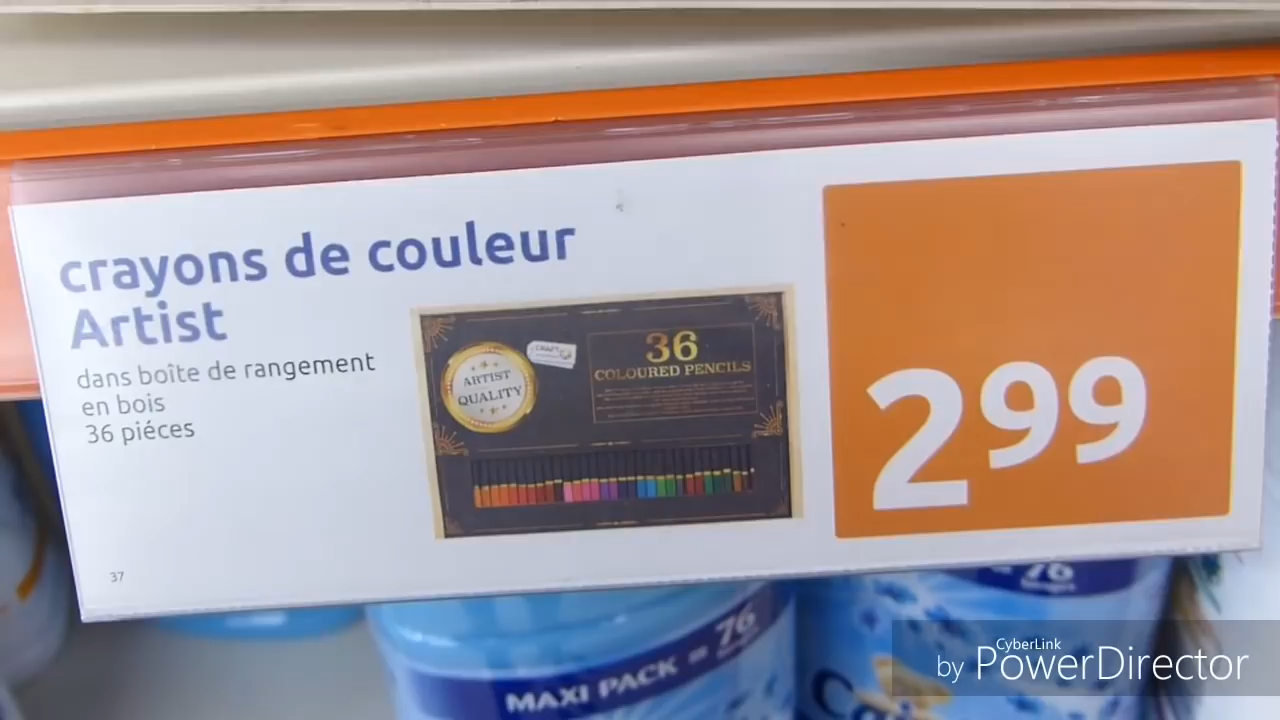 crayons de couleur
Artist
dans boîte de rangement
en bois
36 piéces
37
ARTIST
QUALITY
CRAFT
36
COLOURED PENCILS
299
MAXI PACK = 76
76
CyberLink
by PowerDirector